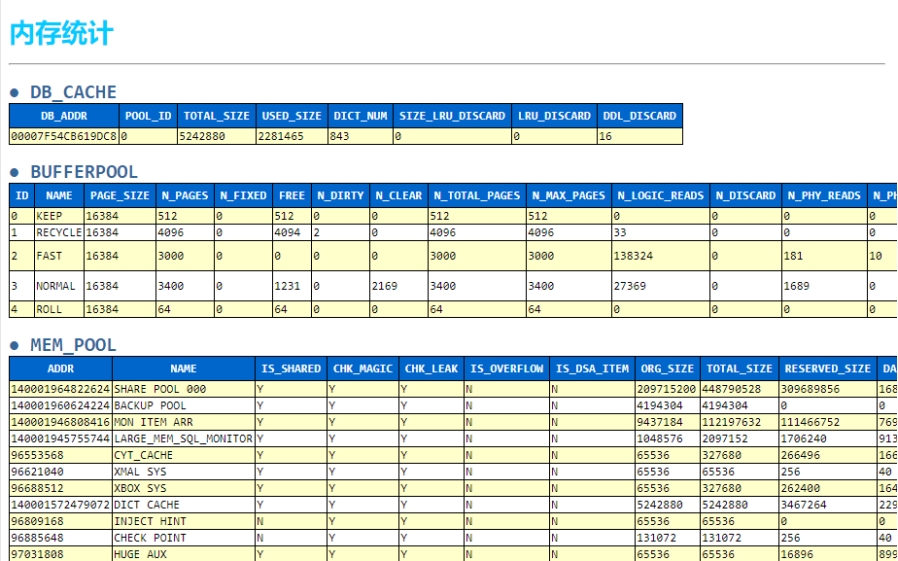 内存统计
● DB_CACHE
DB_ADDR POOL_ID TOTAL_SIZE USED_SIZE DICT_NUM SIZE_LRU_DISCARD LRU_DISCARD DDL_DISCARD
00007F54CB619DC8 0 5242880 2281465 843 0 0 16
● BUFFERPOOL
ID NAME PAGE_SIZE N_PAGES N_FIXED FREE N_DIRTY N_CLEAR N_TOTAL_PAGES N_MAX_PAGES N_LOGIC_READS N_DISCARD N_PHY_READS N_PH
0 KEEP 16384 512 0 512 0 0 512 512 0 0 0 0
1 RECYCLE 16384 4096 0 4094 2 0 4096 4096 33 0 0 0
2 FAST 16384 3000 0 0 0 0 3000 3000 138324 0 181 10
3 NORMAL 16384 3400 0 1231 0 2169 3400 3400 27369 0 1689 0
4 ROLL 16384 64 0 64 0 0 64 64 0 0 0 0
● MEM_POOL
ADDR NAME IS_SHARED CHK_MAGIC CHK_LEAK IS_OVERFLOW IS_DSA_ITEM ORG_SIZE TOTAL_SIZE RESERVED_SIZE DA
140001964822624 SHARE POOL 000 Y Y Y N N 209715200 448790528 309689856 168
140001960624224 BACKUP POOL Y Y Y N N 4194304 4194304 0 0
140001946808416 MON ITEM ARR Y Y Y N N 9437184 112197632 111466752 769
140001945755744 LARGE_MEM_SQL_MONITOR Y Y Y N N 1048576 2097152 1706240 913
96553568 CYT_CACHE Y Y Y N N 65536 327680 266496 166
96621040 XMAL SYS Y Y Y N N 65536 65536 256 40
96688512 XBOX SYS Y Y Y N N 65536 327680 262400 164
140001572479072 DICT CACHE Y Y Y N N 5242880 5242880 3467264 229
96809168 INJECT HINT N Y Y N N 65536 65536 0 0
96885648 CHECK POINT N Y Y N N 131072 131072 256 40
97031808 HUGE AUX Y Y Y N N 65536 65536 16896 899